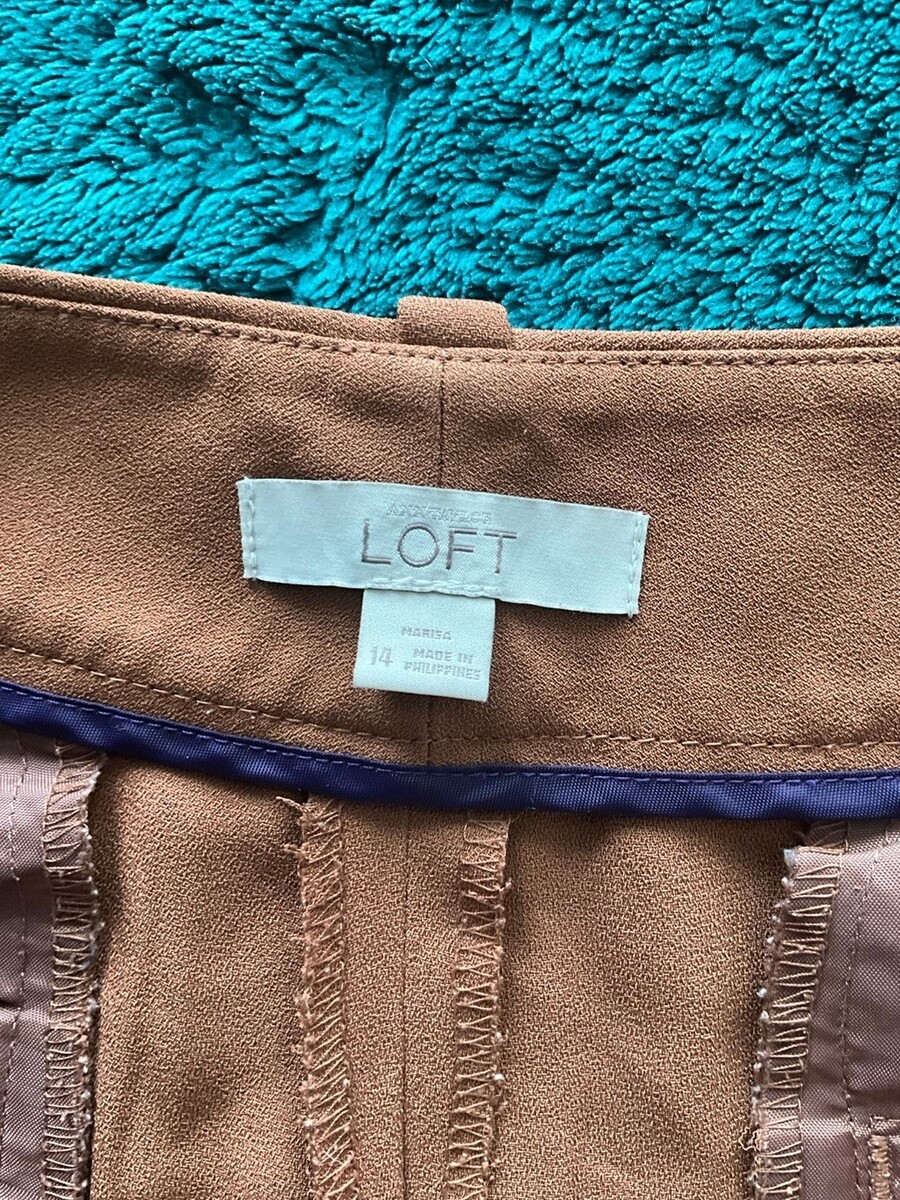 ANN TAYLOR
LOFT
MARISA
14 MADE IN
PHILIPPINES